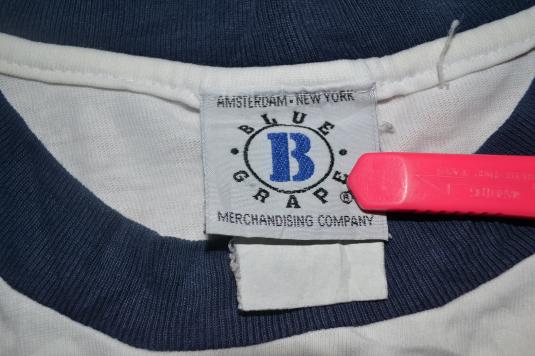 AMSTERDAM • NEW YORK
• BLUE •
B
GRAPE ®
MERCHANDISING COMPANY